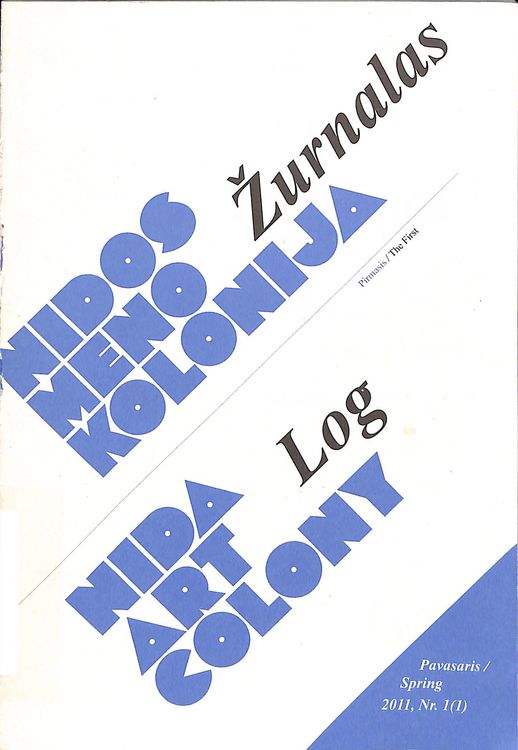 NIDOS
MENO
KOLONIJA
Žurnalas
Pirmasis / The First
NIDA
ART
COLONY
Log
Pavasaris /
Spring
2011, Nr. 1(1)